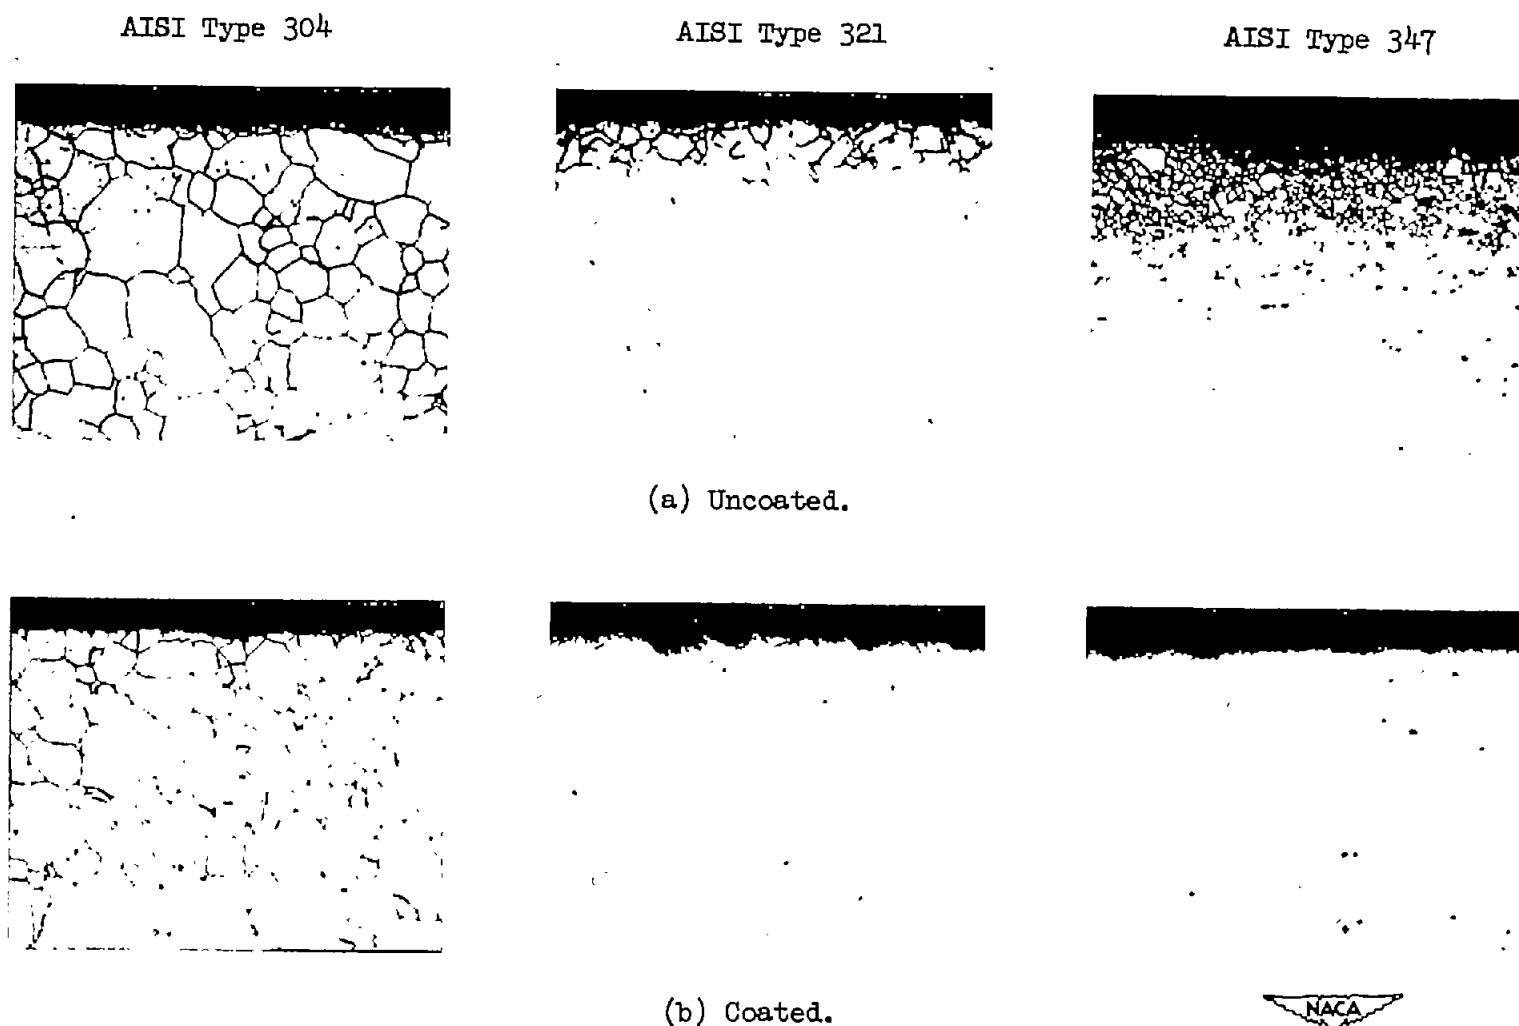 AISI Type 304
AISI Type 321
AISI Type 347
(a) Uncoated.
(b) Coated.
NACA